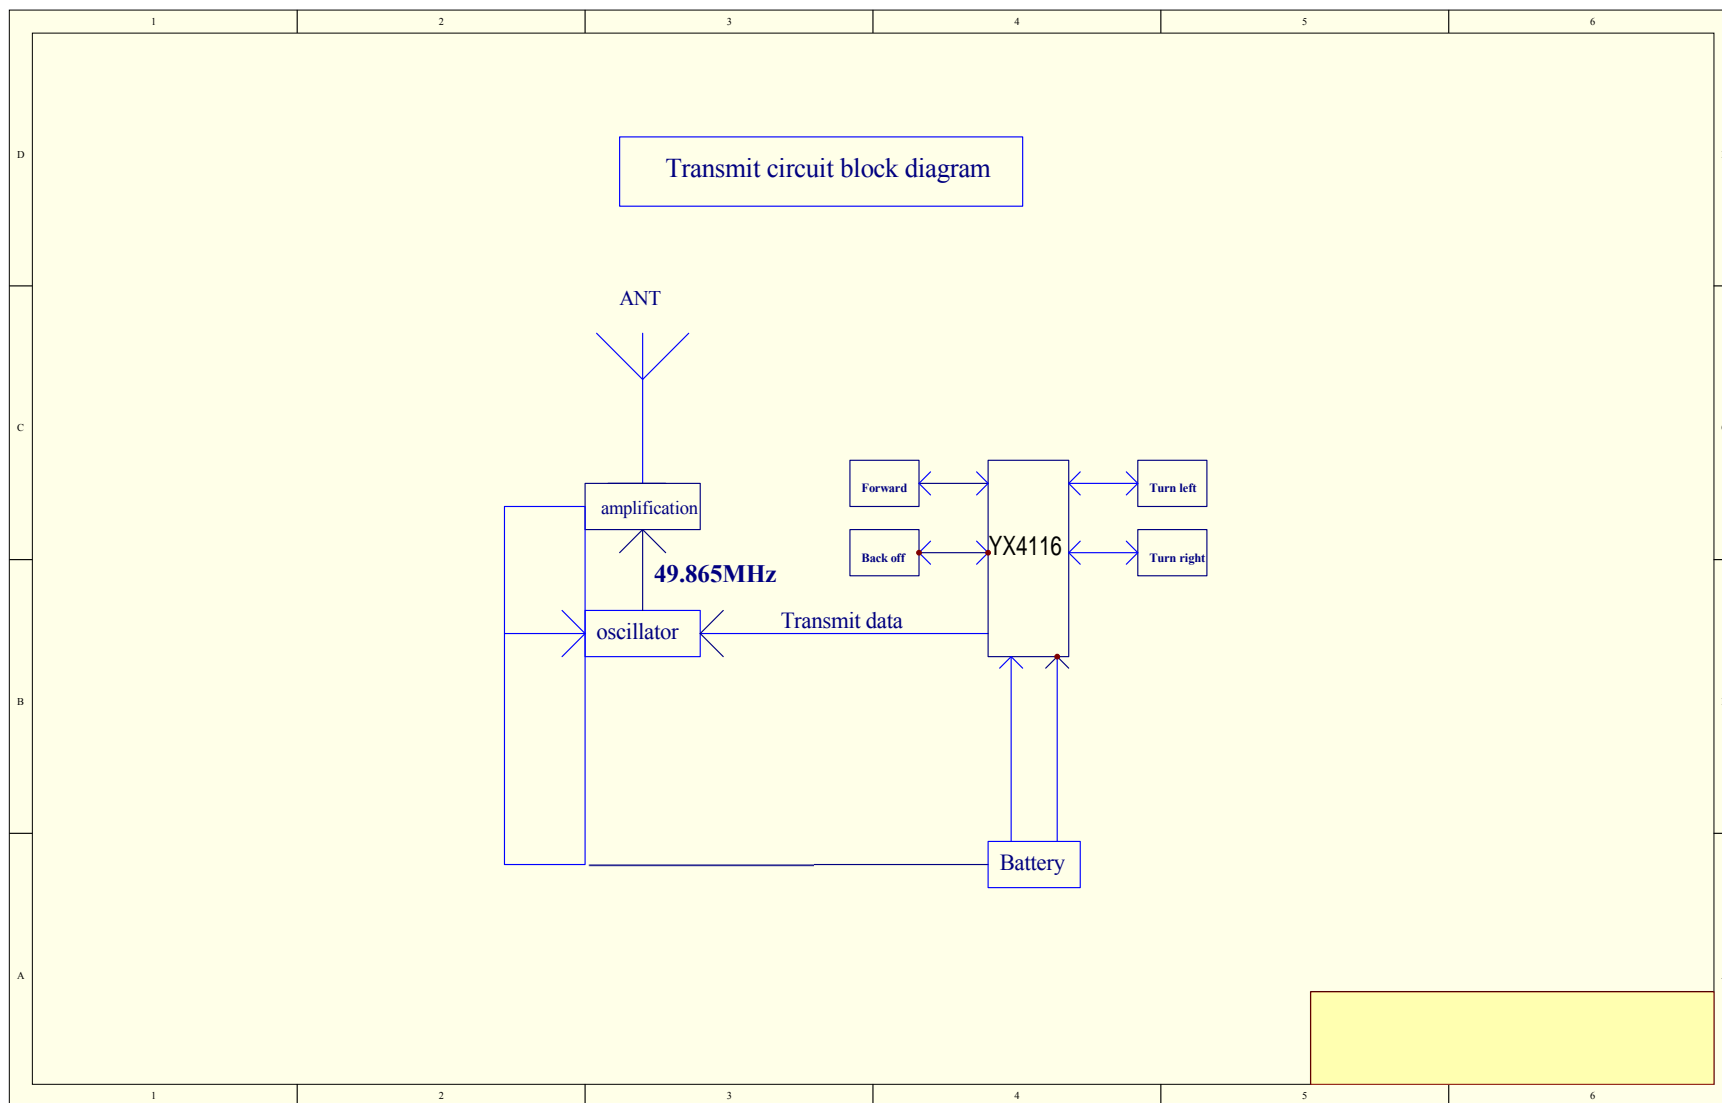 1 2 3 4 5 6
D
Transmit circuit block diagram
ANT
C
Forward
Turn left
amplification
YX4116
Back off
Turn right
49.865MHz
Transmit data
oscillator
B
Battery
A
1 2 3 4 5 6